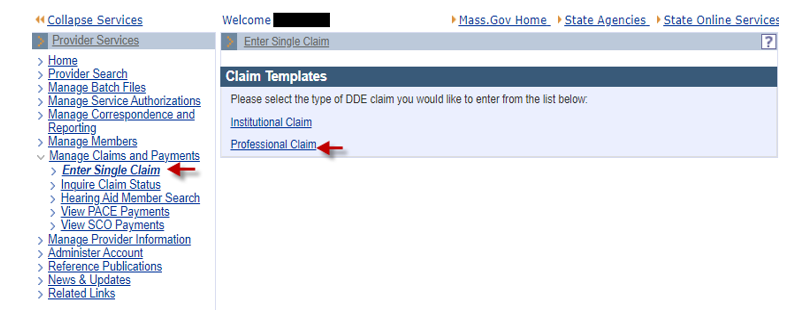 Collapse Services
Welcome
Mass.Gov Home State Agencies State Online Services
Provider Services
Enter Single Claim
?
Home
Provider Search
Manage Batch Files
Manage Service Authorizations
Manage Correspondence and
Reporting
Manage Members
Manage Claims and Payments
Enter Single Claim
Inquire Claim Status
Hearing Aid Member Search
View PACE Payments
View SCO Payments
Manage Provider Information
Administer Account
Reference Publications
News & Updates
Related Links
Claim Templates
Please select the type of DDE claim you would like to enter from the list below:
Institutional Claim
Professional Claim